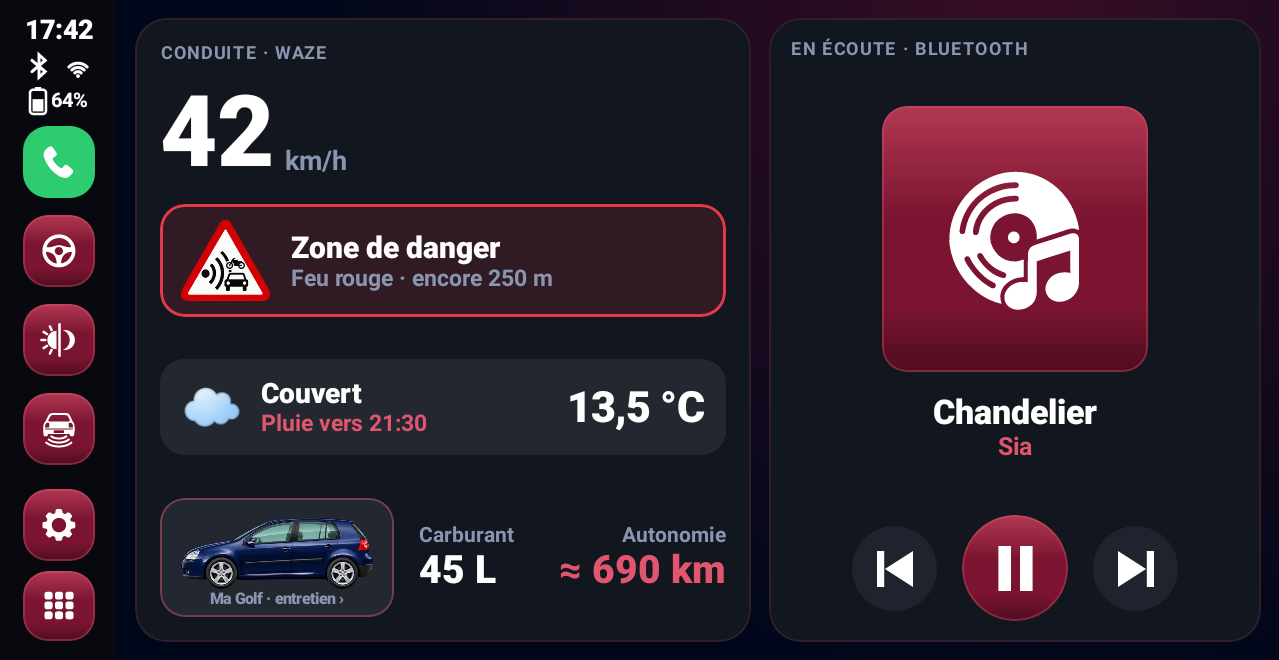 17:42
64%
CONDUITE · WAZE
42 km/h
Zone de danger
Feu rouge · encore 250 m
Couvert
Pluie vers 21:30
13,5 °C
Ma Golf · entretien ›
Carburant
45 L
Autonomie
≈ 690 km
EN ÉCOUTE · BLUETOOTH
Chandelier
Sia